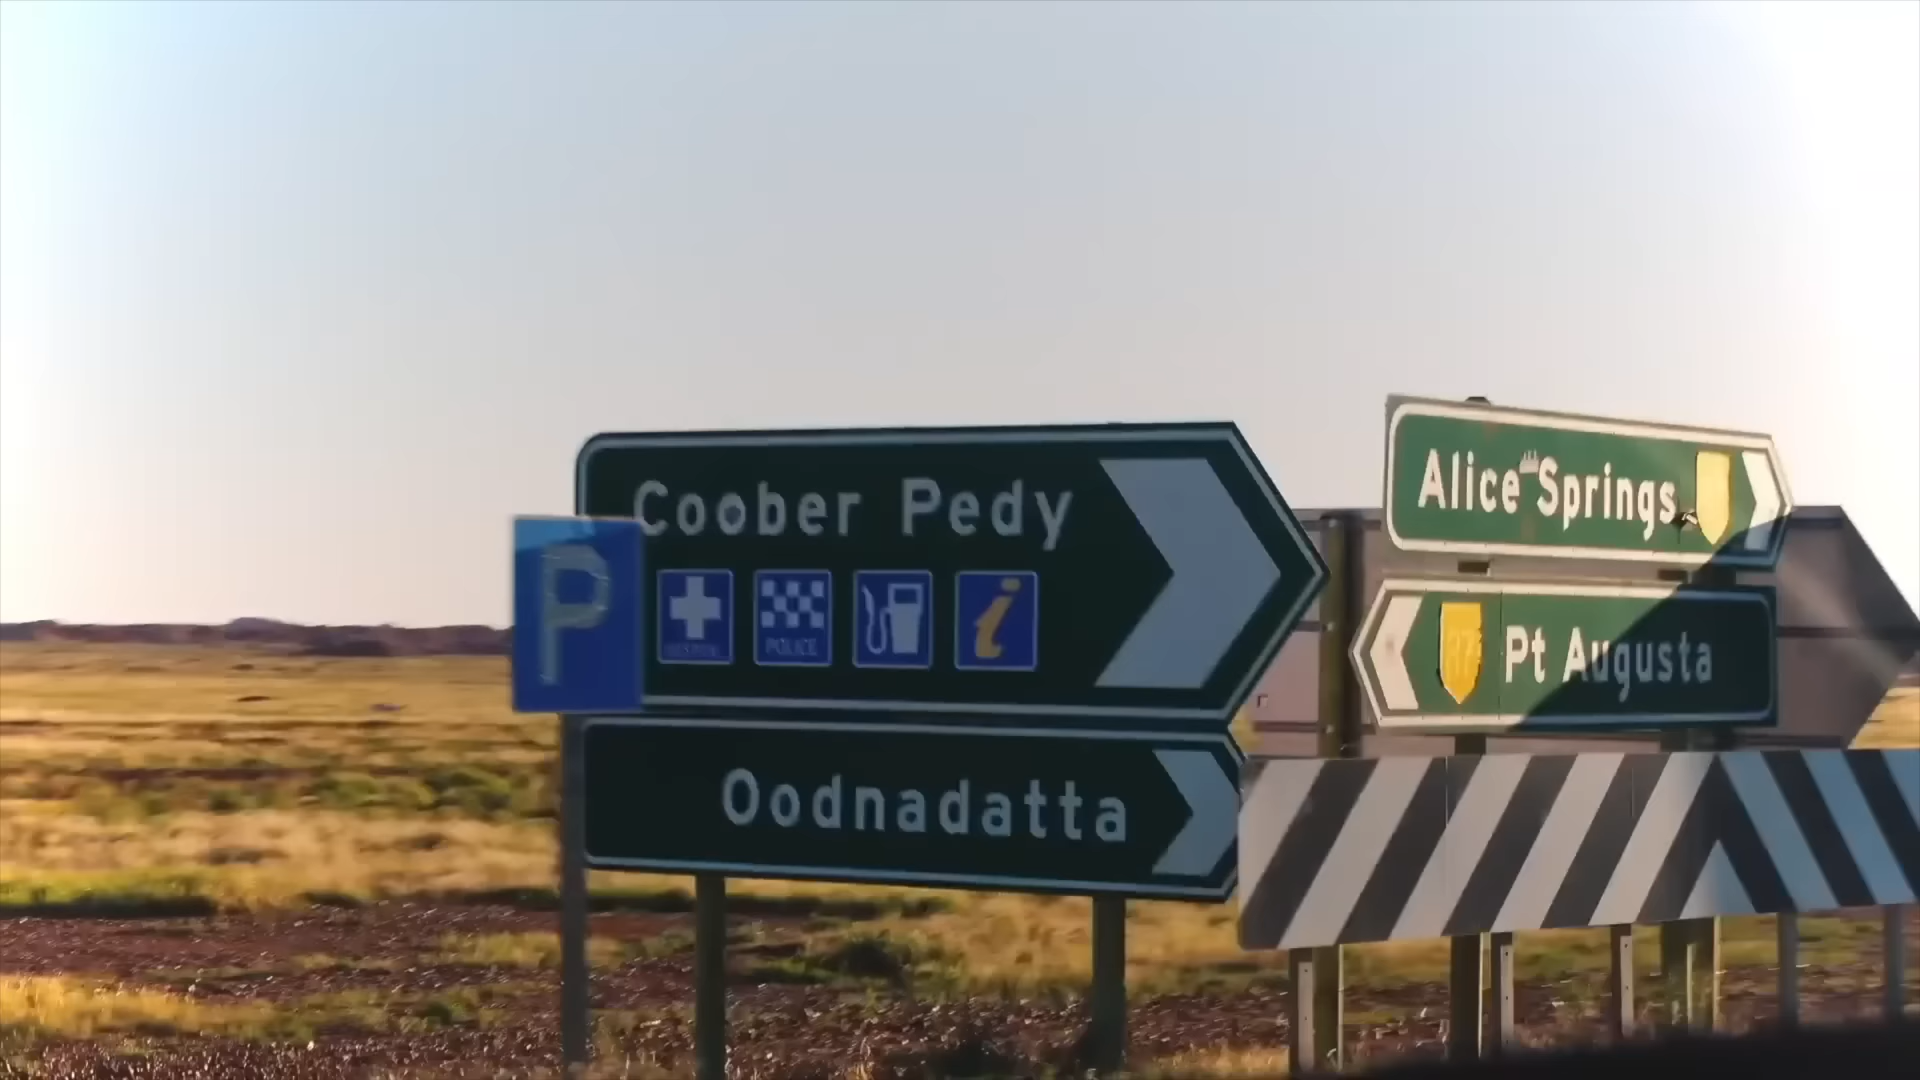 Coober Pedy
P
POLICE
i
Oodnadatta
Alice Springs
Pt Augusta